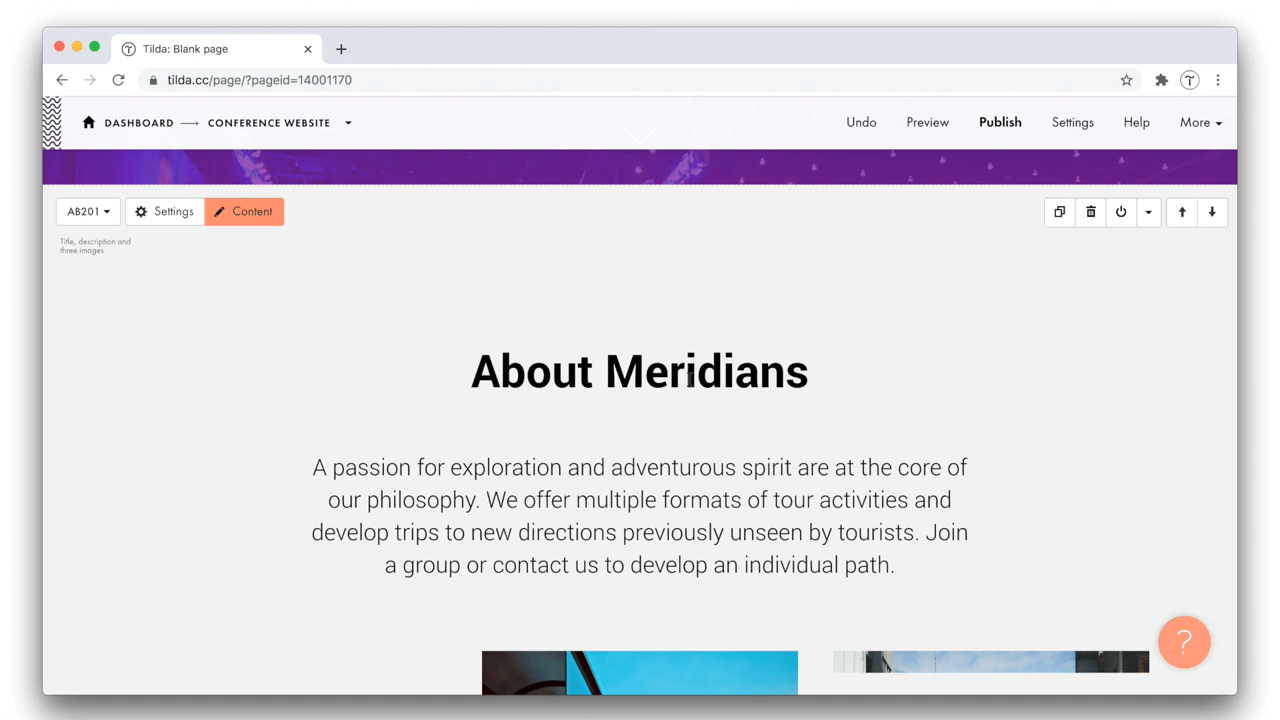 Tilda: Blank page
tilda.cc/page/?pageid=14001170
DASHBOARD → CONFERENCE WEBSITE
Undo Preview Publish Settings Help More
AB201 Settings Content
Title, description and
three images
About Meridians
A passion for exploration and adventurous spirit are at the core of
our philosophy. We offer multiple formats of tour activities and
develop trips to new directions previously unseen by tourists. Join
a group or contact us to develop an individual path.
?